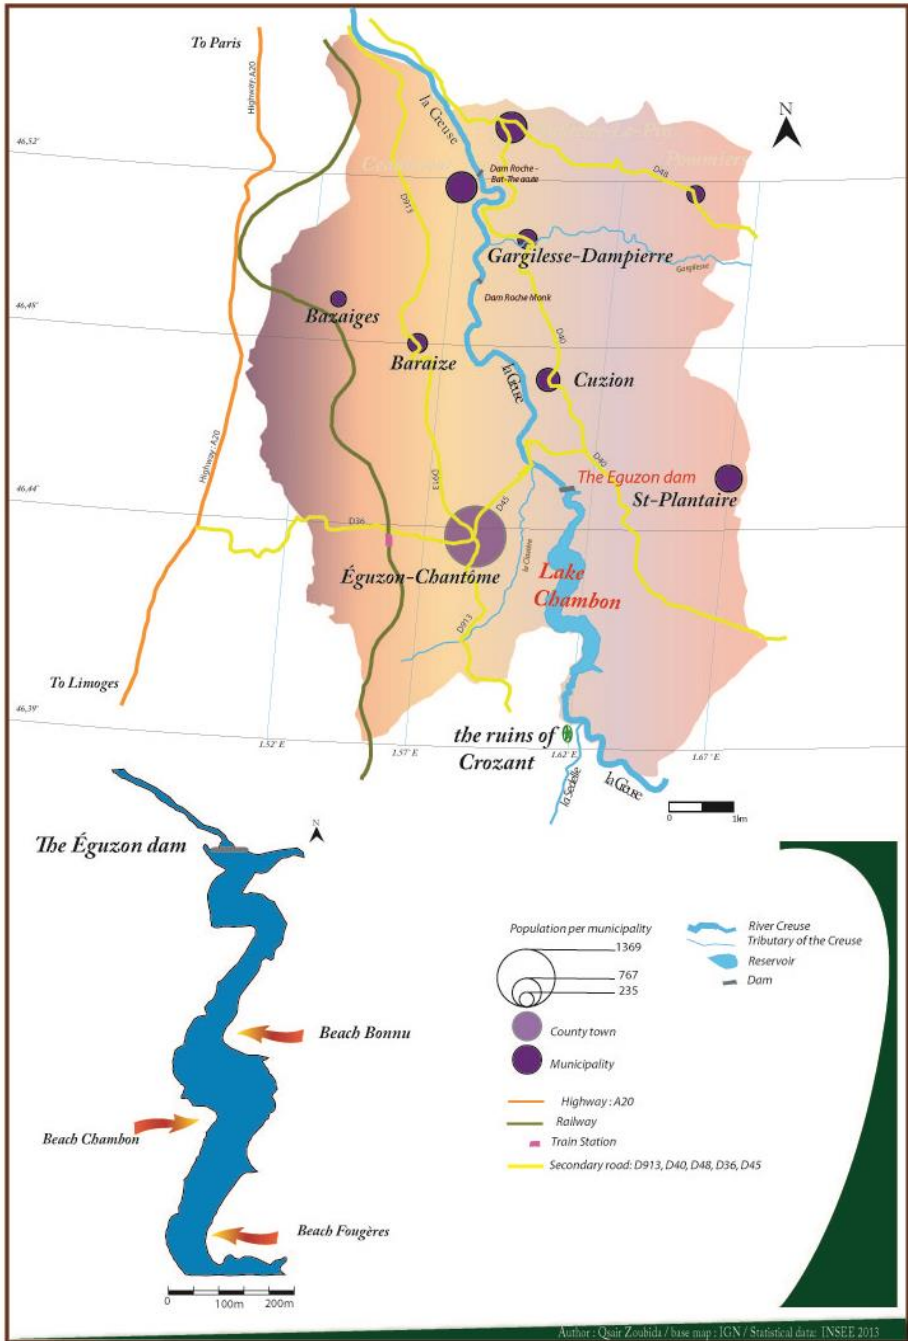 To Paris
Highway: A20
la Creuse
N
46,52'
Dam Roche -
Bat-The acute
Pommiers
D48
D913
Gargilesse-Dampierre
Gargilesse
46,48'
Dam Roche Monk
Bazaiges
D40
Baraize
la Creuse
Cuzion
Highway: A20
D40
The Eguzon dam
46,44'
D913
D45
St-Plantaire
D36
Éguzon-Chantôme
Lake
Chambon
D913
To Limoges
46,39'
the ruins of
Crozant
1.52' E
1.57' E
1.62' E
1.67' E
la Sedelle
la Creuse
0 1km
The Éguzon dam
N
Population per municipality
1369
767
235
River Creuse
Tributary of the Creuse
Reservoir
Dam
County town
Municipality
Beach Bonnu
Highway : A20
Railway
Train Station
Secondary road: D913, D40, D48, D36, D45
Beach Chambon
Beach Fougères
0 100m 200m
Author : Qsair Zoubida / base map : IGN / Statistical data: INSEE 2013